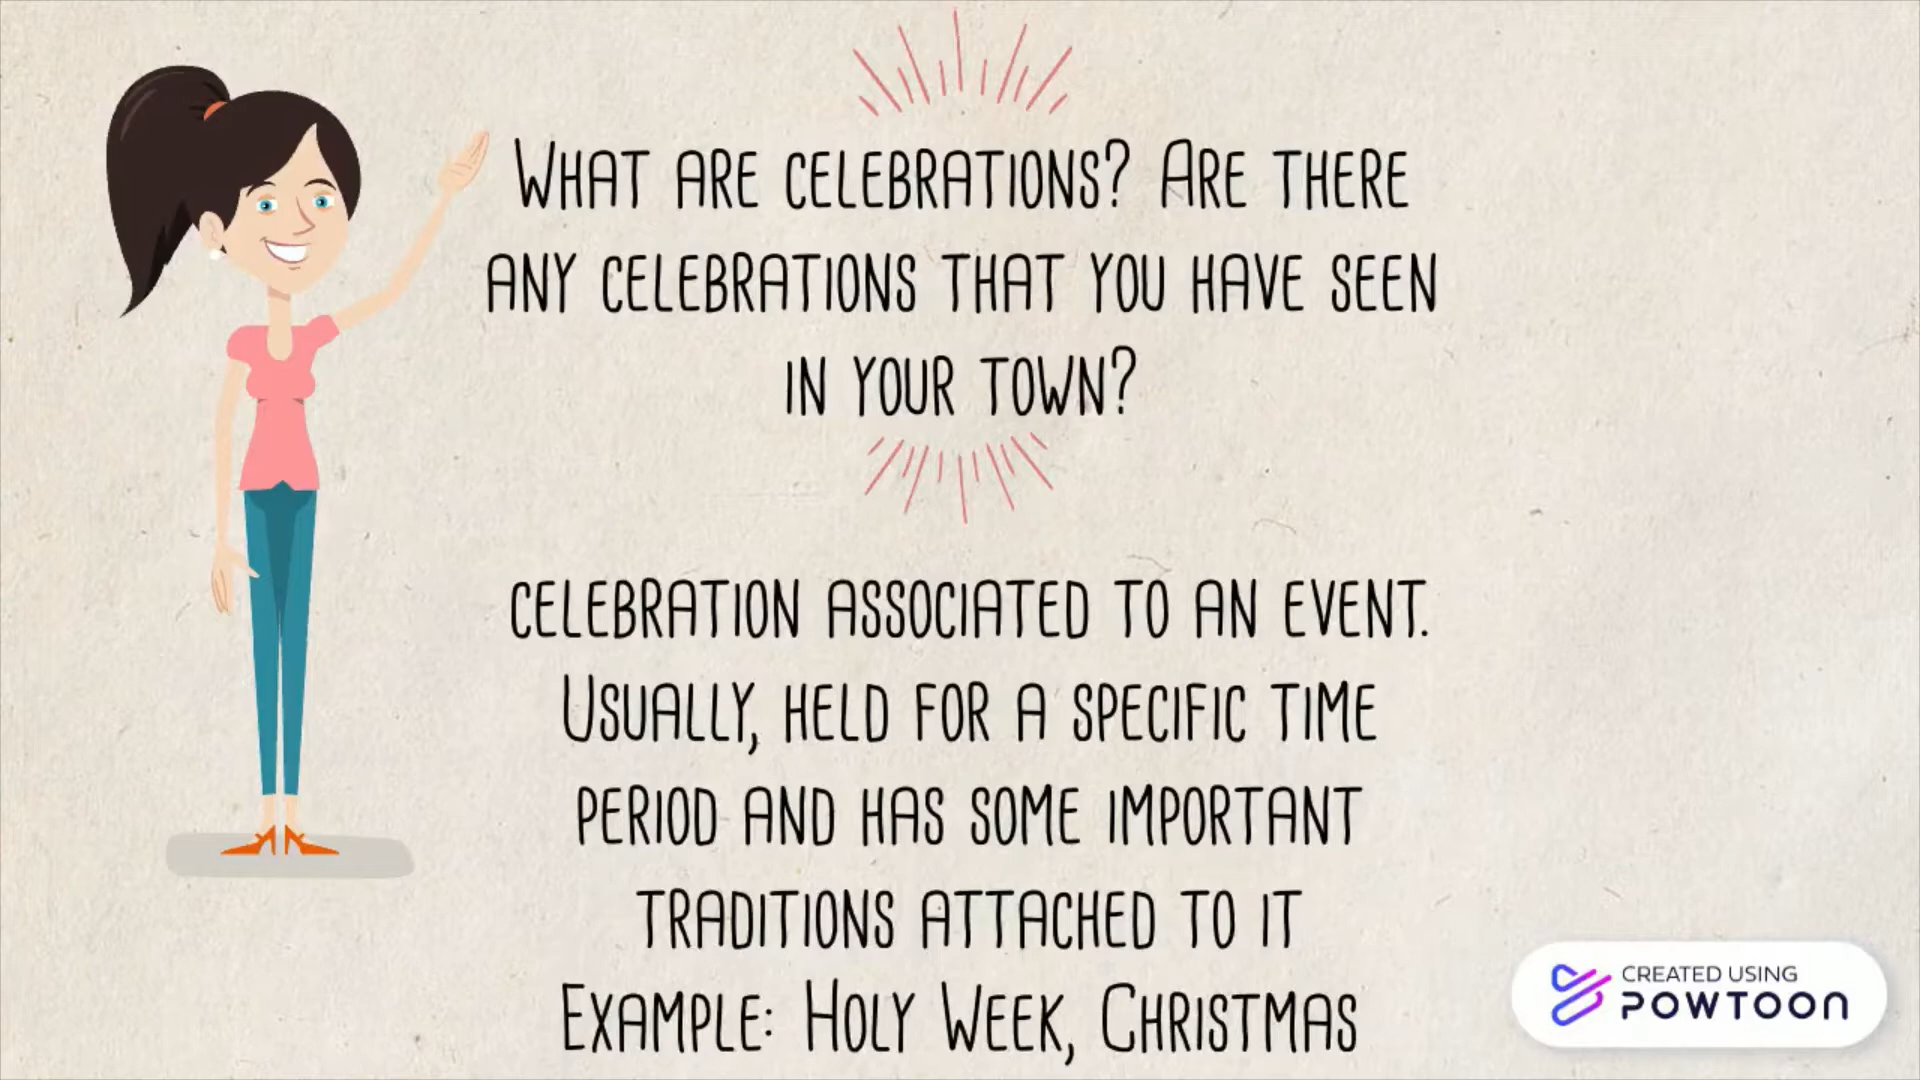 What are celebrations? Are there
any celebrations that you have seen
in your town?
celebration associated to an event.
Usually, held for a specific time
period and has some important
traditions attached to it
Example: Holy Week, Christmas
CREATED USING
POWTOON